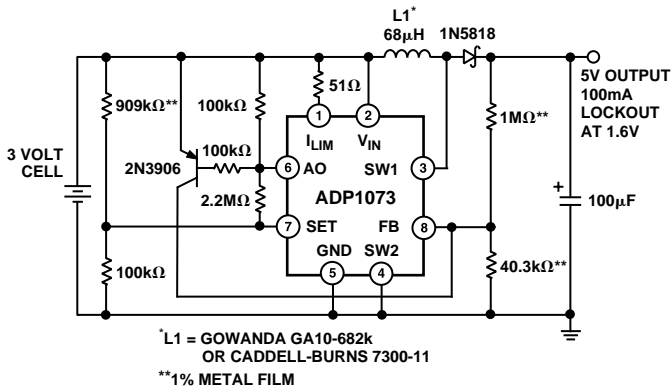 L1*
68µH
1N5818
5V OUTPUT
100mA
LOCKOUT
AT 1.6V
909kΩ**
100kΩ
51Ω
1MΩ**
1
2
I LIM
V IN
3 VOLT
CELL
2N3906
100kΩ
6
AO
SW1
3
ADP1073
+
100µF
2.2MΩ
7
SET
FB
8
GND
SW2
40.3kΩ**
100kΩ
5
4
*L1 = GOWANDA GA10-682k
OR CADDELL-BURNS 7300-11
**1% METAL FILM